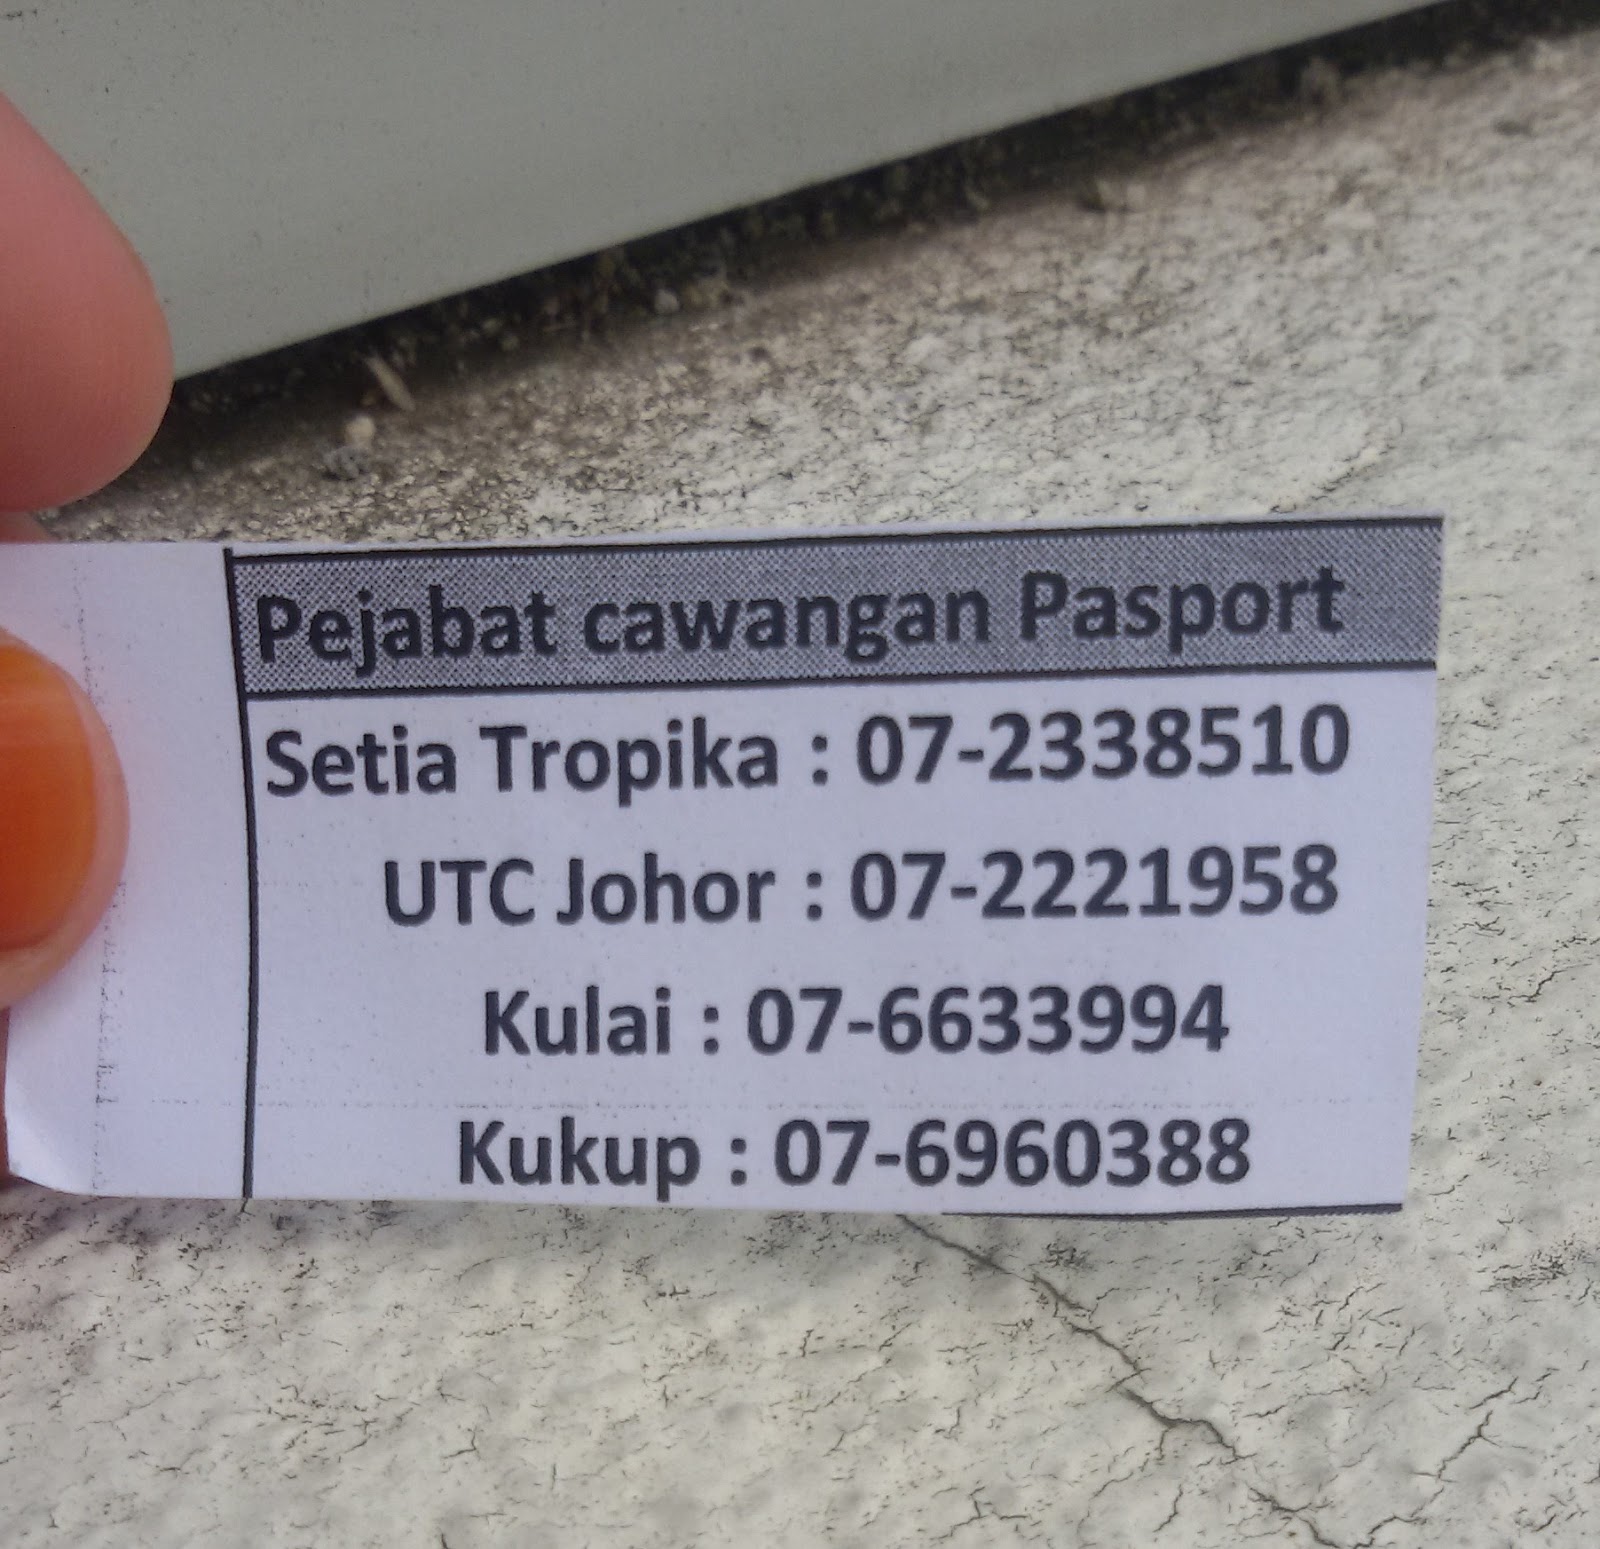 Pejabat cawangan Pasport
Setia Tropika : 07-2338510
UTC Johor : 07-2221958
Kulai : 07-6633994
Kukup : 07-6960388